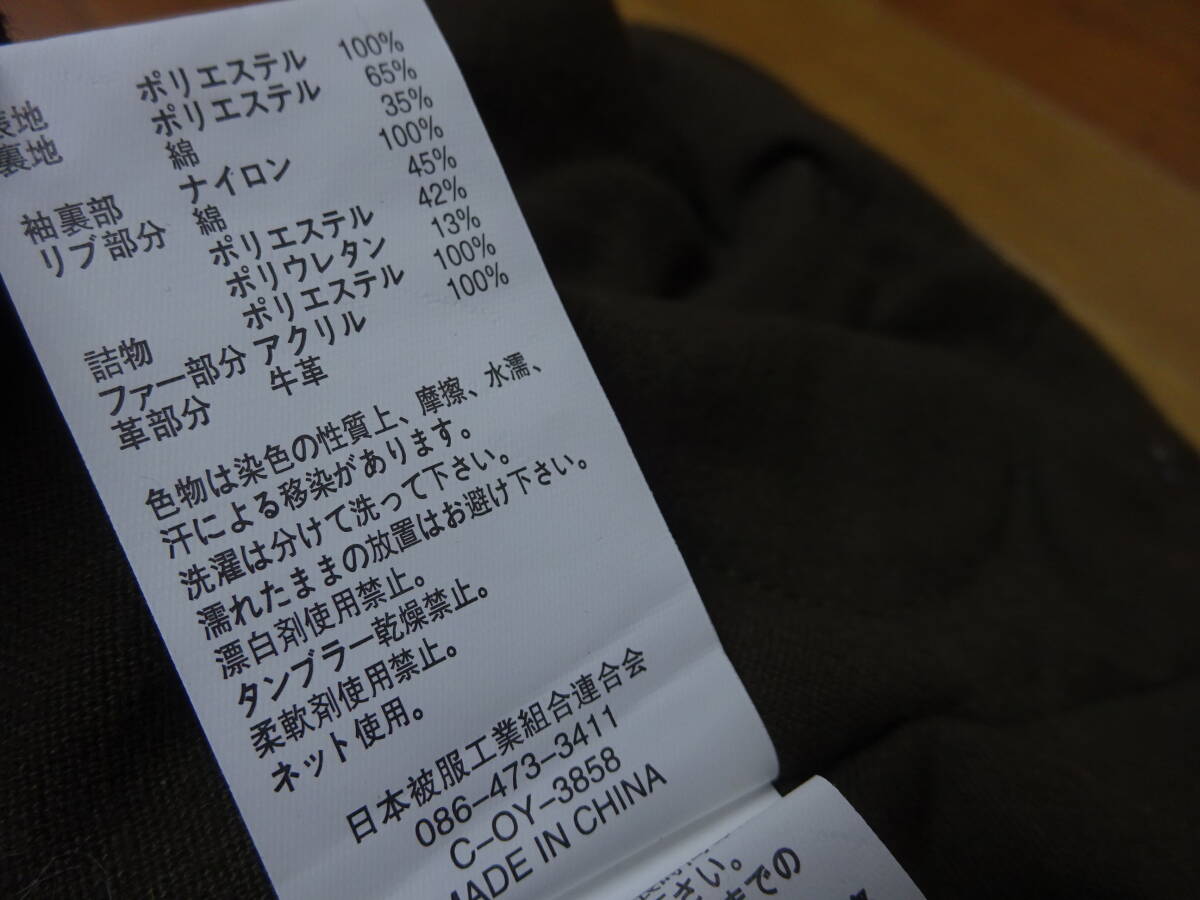 表地 ポリエステル 100%
裏地 ポリエステル 65%
綿 35%
袖裏部 ナイロン 100%
リブ部分 綿 45%
ポリエステル 42%
ポリウレタン 13%
詰物 ポリエステル 100%
ファー部分 アクリル 100%
革部分 牛革
色物は染色の性質上、摩擦、水濡、
汗による移染があります。
洗濯は分けて洗って下さい。
濡れたままの放置はお避け下さい。
漂白剤使用禁止。
タンブラー乾燥禁止。
柔軟剤使用禁止。
ネット使用。
日本被服工業組合連合会
086-473-3411
C-OY-3858
MADE IN CHINA
さい。
での